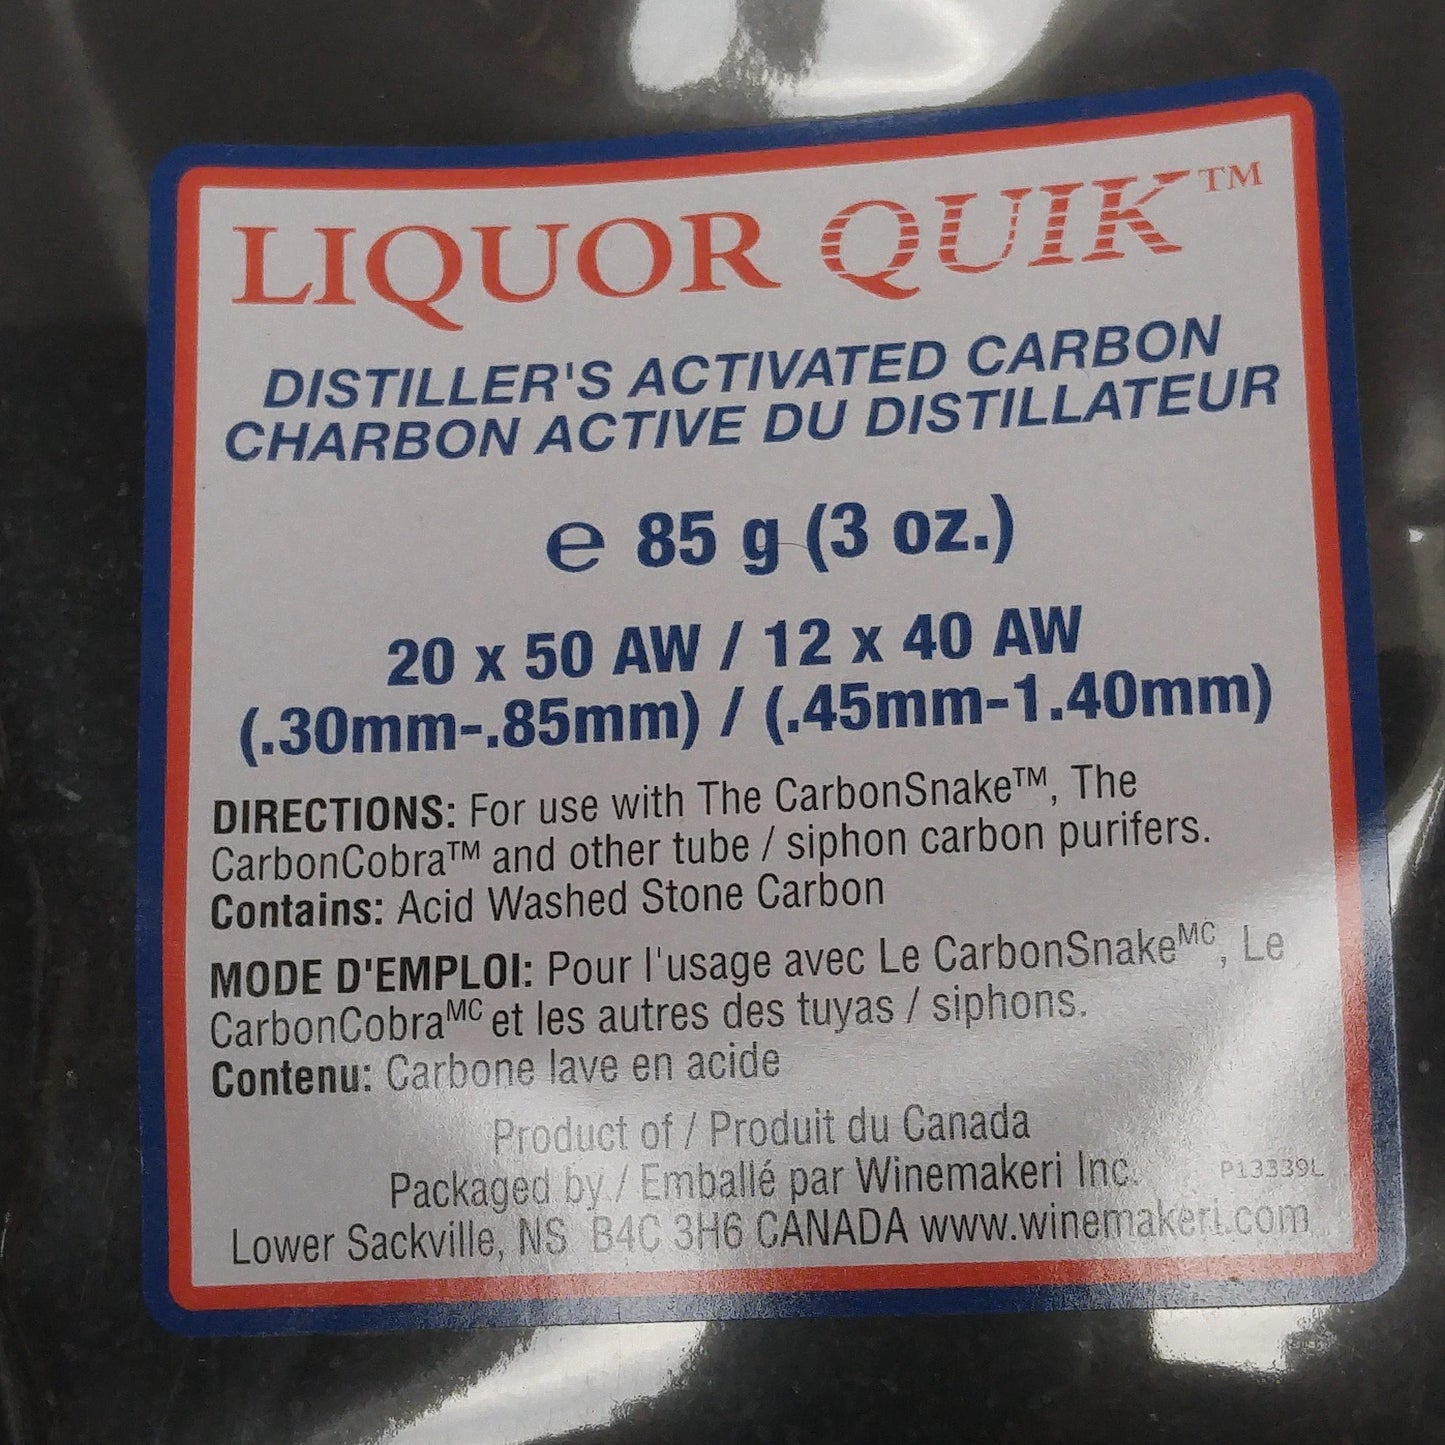 LIQUOR QUIK™
DISTILLER'S ACTIVATED CARBON
CHARBON ACTIVE DU DISTILLATEUR
℮ 85 g (3 oz.)
20 x 50 AW / 12 x 40 AW
(.30mm-.85mm) / (.45mm-1.40mm)
DIRECTIONS: For use with The CarbonSnake™, The
CarbonCobra™ and other tube / siphon carbon purifers.
Contains: Acid Washed Stone Carbon
MODE D'EMPLOI: Pour l'usage avec Le CarbonSnakeᴹᶜ, Le
CarbonCobraᴹᶜ et les autres des tuyas / siphons.
Contenu: Carbone lave en acide
Product of / Produit du Canada
Packaged by / Emballé par Winemakeri Inc.
P13339L
Lower Sackville, NS B4C 3H6 CANADA www.winemakeri.com